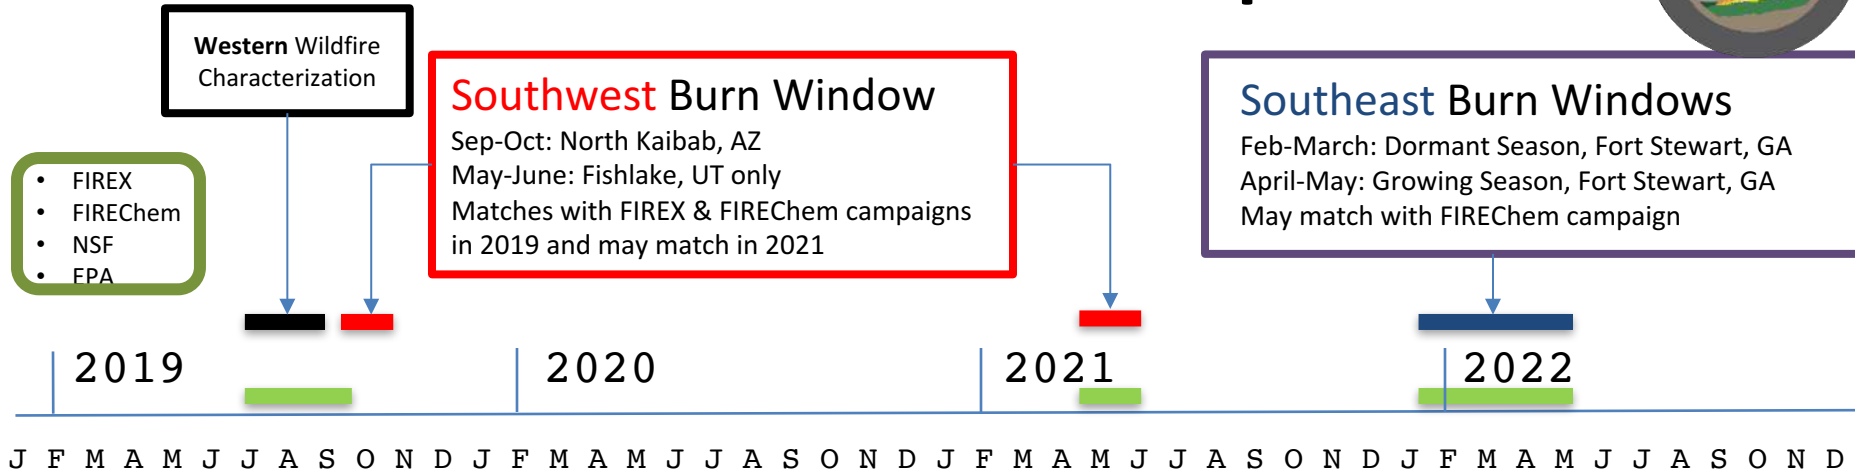 Western Wildfire
Characterization
Southwest Burn Window
Sep-Oct: North Kaibab, AZ
May-June: Fishlake, UT only
Matches with FIREX & FIREChem campaigns
in 2019 and may match in 2021
Southeast Burn Windows
Feb-March: Dormant Season, Fort Stewart, GA
April-May: Growing Season, Fort Stewart, GA
May match with FIREChem campaign
• FIREX
• FIREChem
• NSF
• EPA
2019 2020 2021 2022
J F M A M J J A S O N D J F M A M J J A S O N D J F M A M J J A S O N D J F M A M J J A S O N D